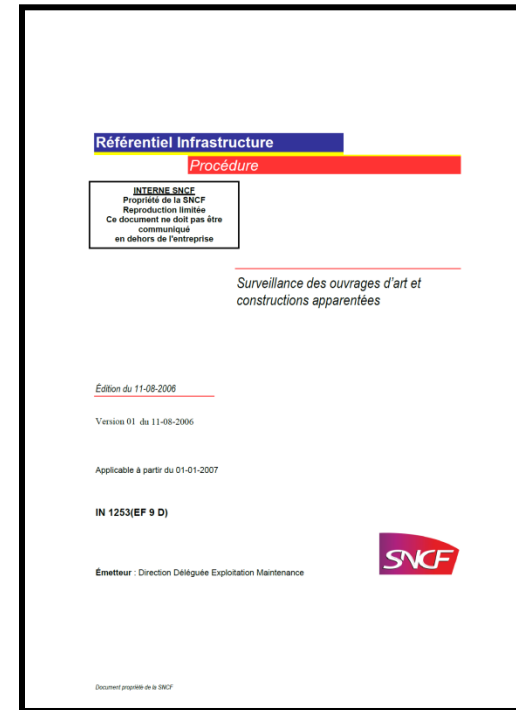 Référentiel Infrastructure
Procédure
INTERNE SNCF
Propriété de la SNCF
Reproduction limitée
Ce document ne doit pas être
communiqué
en dehors de l'entreprise
Surveillance des ouvrages d'art et
constructions apparentées
Édition du 11-08-2006
Version 01 du 11-08-2006
Applicable à partir du 01-01-2007
IN 1253(EF 9 D)
SNCF
Émetteur : Direction Déléguée Exploitation Maintenance
Document propriété de la SNCF